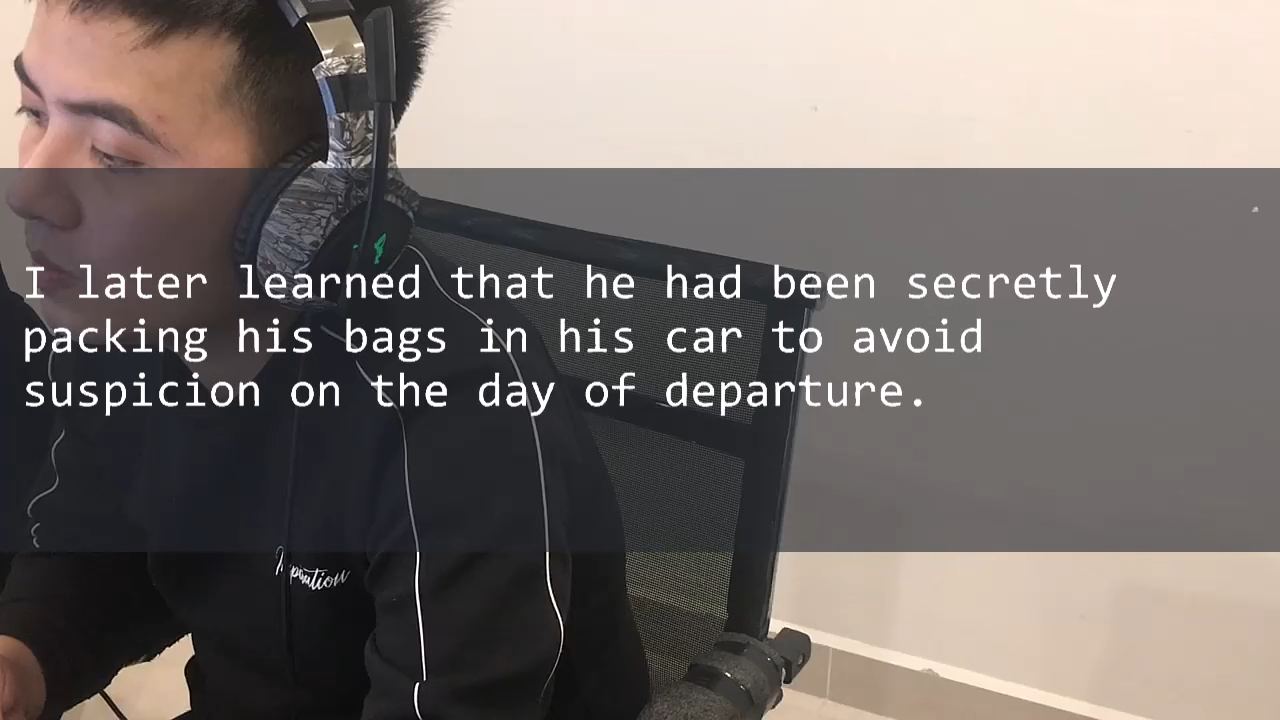 I later learned that he had been secretly
packing his bags in his car to avoid
suspicion on the day of departure.